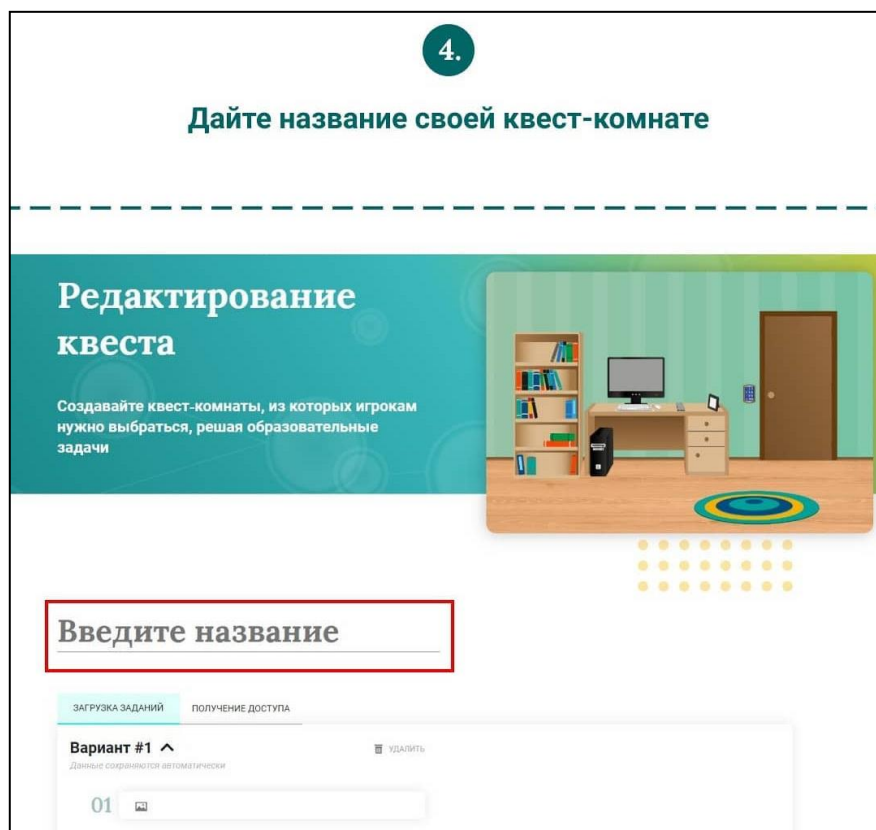 4.
Дайте название своей квест-комнате
Редактирование
квеста
Создавайте квест-комнаты, из которых игрокам
нужно выбраться, решая образовательные
задачи
Введите название
ЗАГРУЗКА ЗАДАНИЙ ПОЛУЧЕНИЕ ДОСТУПА
Вариант #1 УДАЛИТЬ
Данные сохраняются автоматически
01